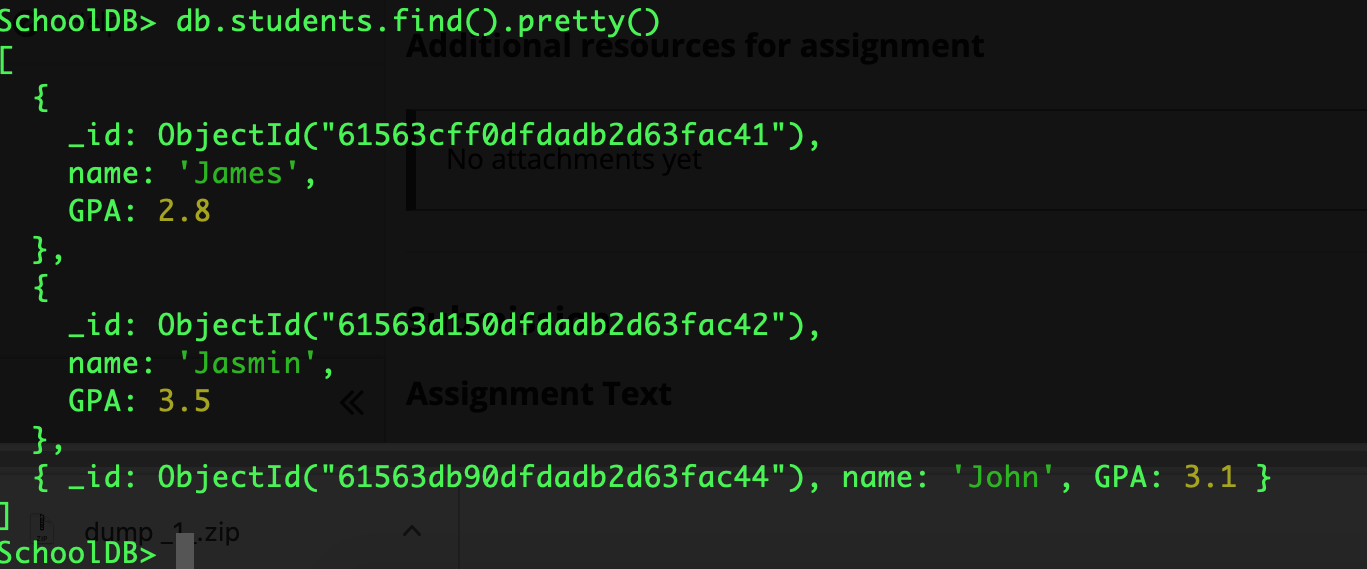 SchoolDB> db.students.find().pretty()
Additional resources for assignment
[
{
_id: ObjectId("61563cff0dfdadb2d63fac41"),
No attachments yet
name: 'James',
GPA: 2.8
},
{
_id: ObjectId("61563d150dfdadb2d63fac42"),
name: 'Jasmin',
GPA: 3.5
Assignment Text
},
{ _id: ObjectId("61563db90dfdadb2d63fac44"), name: 'John', GPA: 3.1 }
]
dump_1_.zip
SchoolDB>